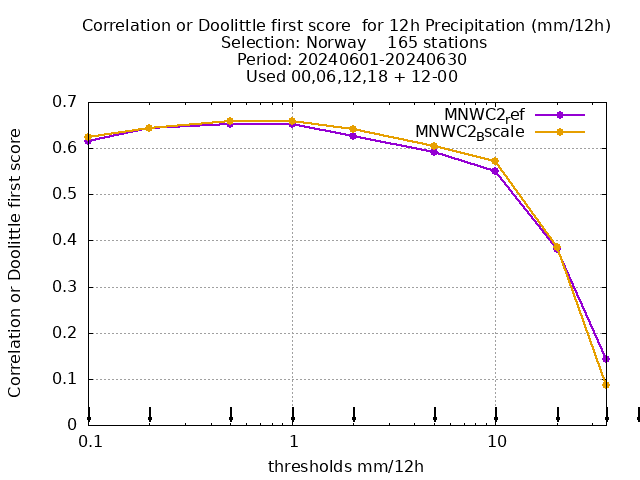 Correlation or Doolittle first score  for 12h Precipitation (mm/12h)
Selection: Norway    165 stations
Period: 20240601-20240630
Used 00,06,12,18 + 12-00
MNWC2_ref
MNWC2_Bscale
Correlation or Doolittle first score
0.7
0.6
0.5
0.4
0.3
0.2
0.1
0
0.1 1 10
thresholds mm/12h